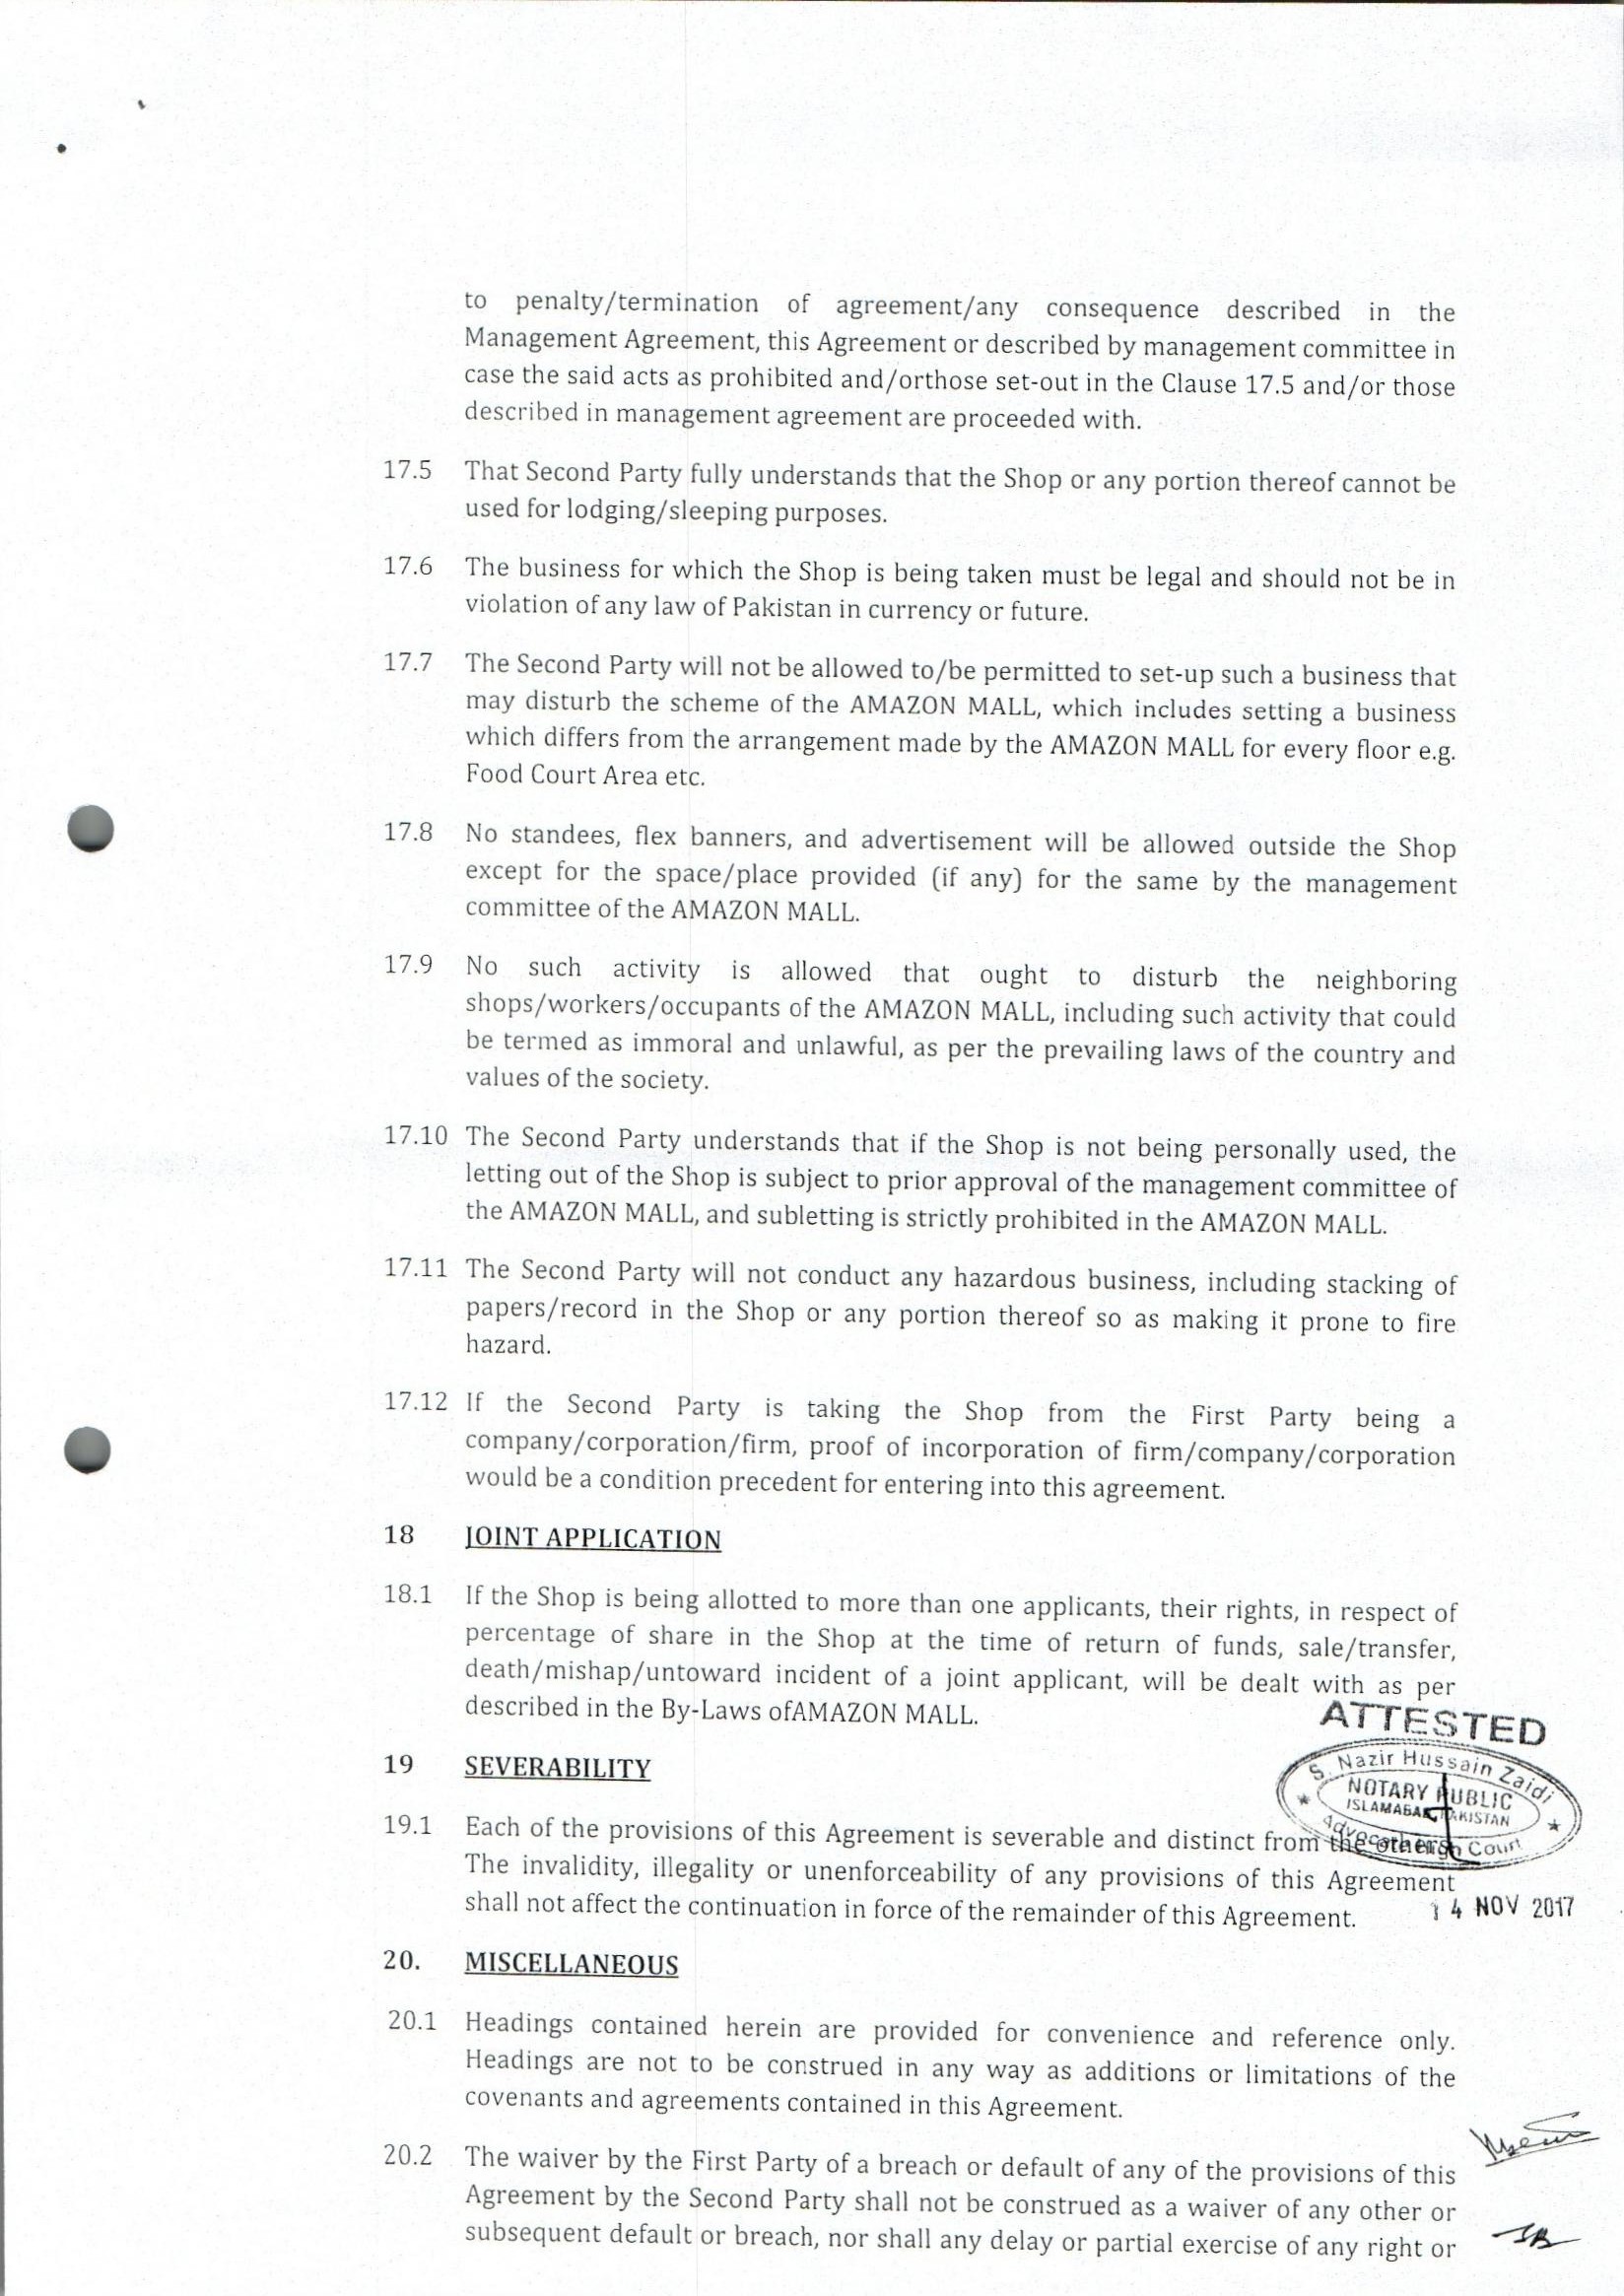 to penalty/termination of agreement/any consequence described in the
Management Agreement, this Agreement or described by management committee in
case the said acts as prohibited and/orthose set-out in the Clause 17.5 and/or those
described in management agreement are proceeded with.
17.5 That Second Party fully understands that the Shop or any portion thereof cannot be
used for lodging/sleeping purposes.
17.6 The business for which the Shop is being taken must be legal and should not be in
violation of any law of Pakistan in currency or future.
17.7 The Second Party will not be allowed to/be permitted to set-up such a business that
may disturb the scheme of the AMAZON MALL, which includes setting a business
which differs from the arrangement made by the AMAZON MALL for every floor e.g.
Food Court Area etc.
17.8 No standees, flex banners, and advertisement will be allowed outside the Shop
except for the space/place provided (if any) for the same by the management
committee of the AMAZON MALL.
17.9 No such activity is allowed that ought to disturb the neighboring
shops/workers/occupants of the AMAZON MALL, including such activity that could
be termed as immoral and unlawful, as per the prevailing laws of the country and
values of the society.
17.10 The Second Party understands that if the Shop is not being personally used, the
letting out of the Shop is subject to prior approval of the management committee of
the AMAZON MALL, and subletting is strictly prohibited in the AMAZON MALL.
17.11 The Second Party will not conduct any hazardous business, including stacking of
papers/record in the Shop or any portion thereof so as making it prone to fire
hazard.
17.12 If the Second Party is taking the Shop from the First Party being a
company/corporation/firm, proof of incorporation of firm/company/corporation
would be a condition precedent for entering into this agreement.
18 JOINT APPLICATION
18.1 If the Shop is being allotted to more than one applicants, their rights, in respect of
percentage of share in the Shop at the time of return of funds, sale/transfer,
death/mishap/untoward incident of a joint applicant, will be dealt with as per
described in the By-Laws ofAMAZON MALL.
ATTESTED
S. Nazir Hussain Zaidi
NOTARY PUBLIC
ISLAMABAD PAKISTAN
Advocate High Court
19 SEVERABILITY
19.1 Each of the provisions of this Agreement is severable and distinct from the others
The invalidity, illegality or unenforceability of any provisions of this Agreement
shall not affect the continuation in force of the remainder of this Agreement.
14 NOV 2017
20. MISCELLANEOUS
20.1 Headings contained herein are provided for convenience and reference only.
Headings are not to be construed in any way as additions or limitations of the
covenants and agreements contained in this Agreement.
20.2 The waiver by the First Party of a breach or default of any of the provisions of this
Agreement by the Second Party shall not be construed as a waiver of any other or
subsequent default or breach, nor shall any delay or partial exercise of any right or